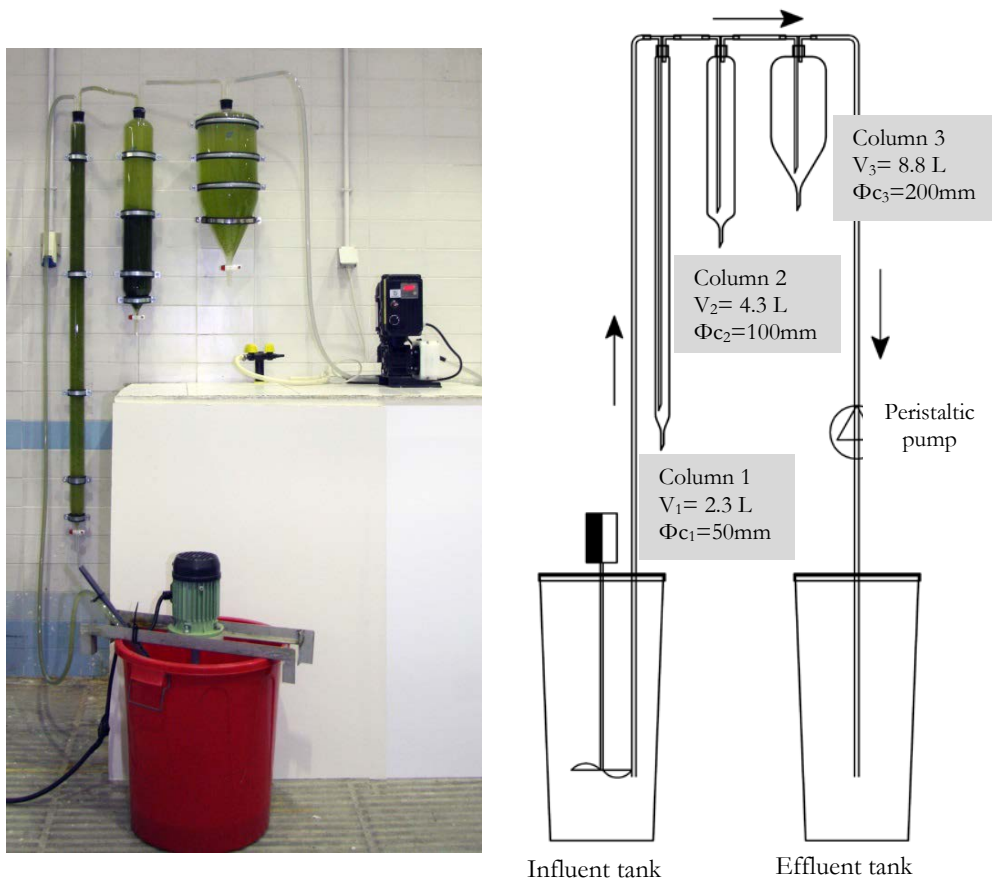 Column 3
V₃= 8.8 L
Φc₃=200mm
Column 2
V₂= 4.3 L
Φc₂=100mm
Peristaltic
pump
Column 1
V₁= 2.3 L
Φc₁=50mm
Influent tank
Effluent tank